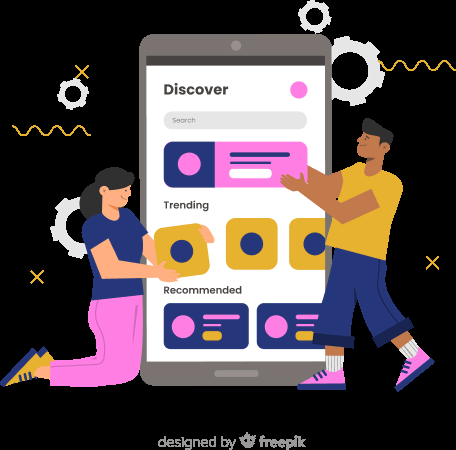 Discover
Search
Trending
Recommended
designed by freepik